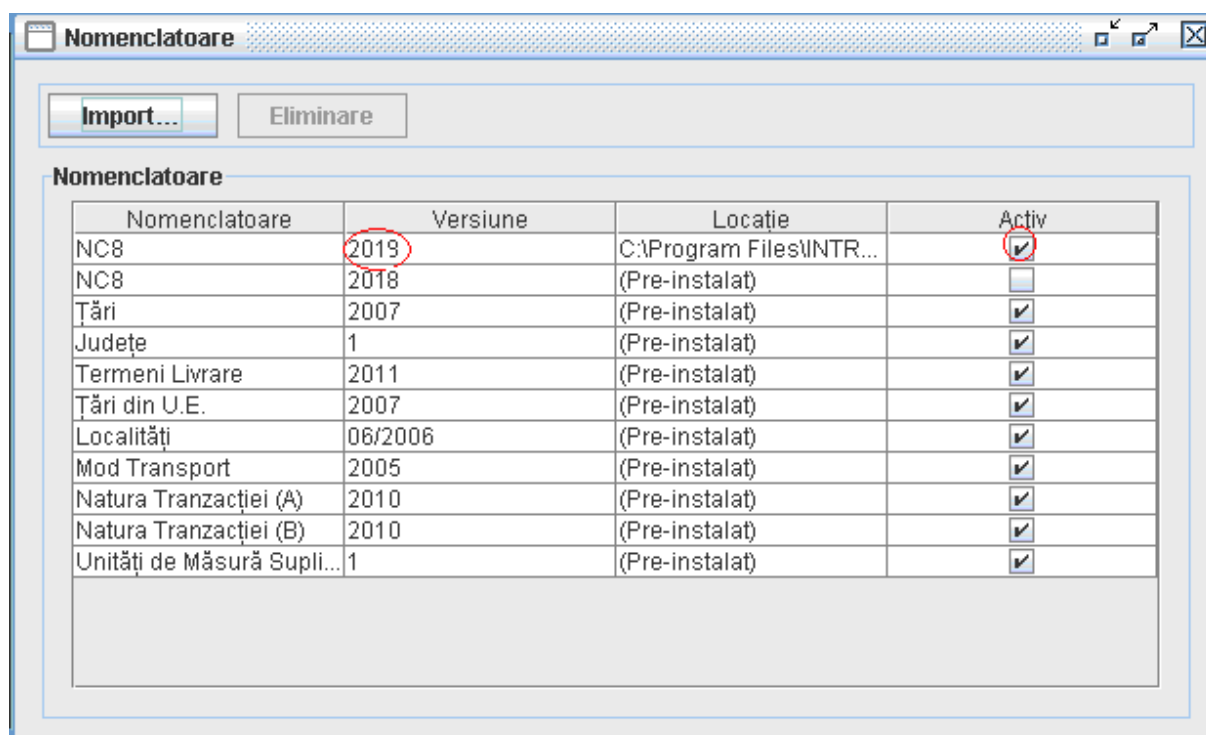 Nomenclatoare
Import... Eliminare
Nomenclatoare
Nomenclatoare Versiune Locație Activ
NC8 2019 C:\Program Files\INTR...
NC8 2018 (Pre-instalat)
Țări 2007 (Pre-instalat)
Județe 1 (Pre-instalat)
Termeni Livrare 2011 (Pre-instalat)
Țări din U.E. 2007 (Pre-instalat)
Localități 06/2006 (Pre-instalat)
Mod Transport 2005 (Pre-instalat)
Natura Tranzacției (A) 2010 (Pre-instalat)
Natura Tranzacției (B) 2010 (Pre-instalat)
Unități de Măsură Supli... 1 (Pre-instalat)